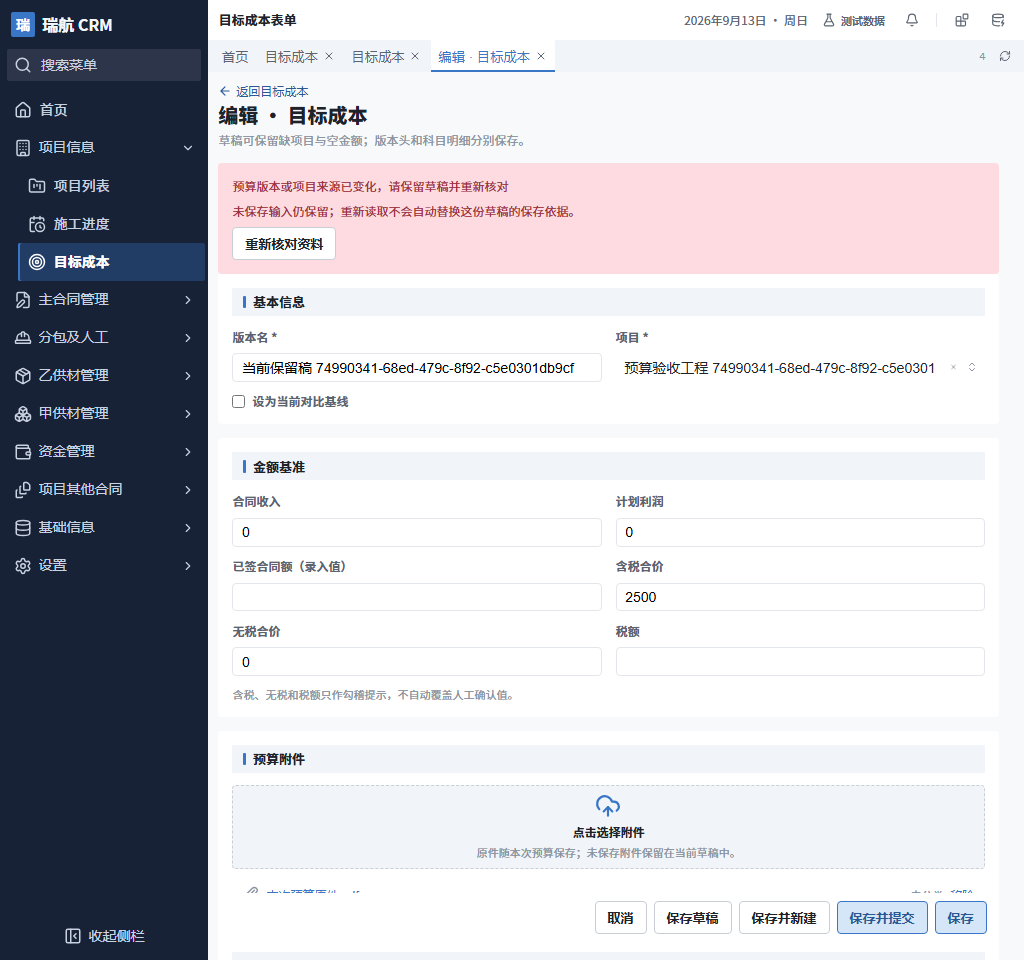 瑞 瑞航 CRM
搜索菜单
首页
项目信息
项目列表
施工进度
目标成本
主合同管理
分包及人工
乙供材管理
甲供材管理
资金管理
项目其他合同
基础信息
设置
收起侧栏
目标成本表单
2026年9月13日 · 周日
测试数据
首页
目标成本 ×
目标成本 ×
编辑 · 目标成本 ×
4
返回目标成本
编辑 · 目标成本
草稿可保留缺项目与空金额；版本头和科目明细分别保存。
预算版本或项目来源已变化，请保留草稿并重新核对
未保存输入仍保留；重新读取不会自动替换这份草稿的保存依据。
重新核对资料
基本信息
版本名 *
项目 *
当前保留稿 74990341-68ed-479c-8f92-c5e0301db9cf
预算验收工程 74990341-68ed-479c-8f92-c5e0301
设为当前对比基线
金额基准
合同收入
计划利润
0
0
已签合同额（录入值）
含税合价
2500
无税合价
税额
0
含税、无税和税额只作勾稽提示，不自动覆盖人工确认值。
预算附件
点击选择附件
原件随本次预算保存；未保存附件保留在当前草稿中。
取消
保存草稿
保存并新建
保存并提交
保存